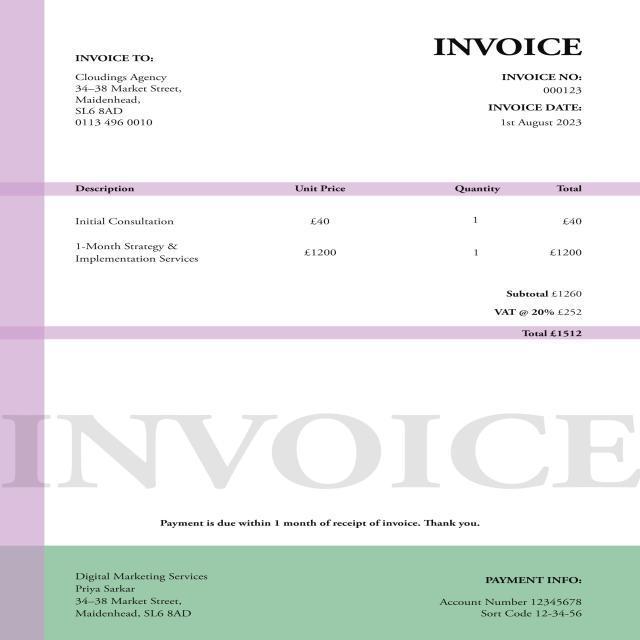 INVOICE
INVOICE TO:
Cloudings Agency
34–38 Market Street,
Maidenhead,
SL6 8AD
0113 496 0010
INVOICE NO:
000123
INVOICE DATE:
1st August 2023
Description Unit Price Quantity Total
Initial Consultation £40 1 £40
1-Month Strategy &
Implementation Services £1200 1 £1200
Subtotal £1260
VAT @ 20% £252
Total £1512
INVOICE
Payment is due within 1 month of receipt of invoice. Thank you.
Digital Marketing Services
Priya Sarkar
34–38 Market Street,
Maidenhead, SL6 8AD
PAYMENT INFO:
Account Number 12345678
Sort Code 12-34-56